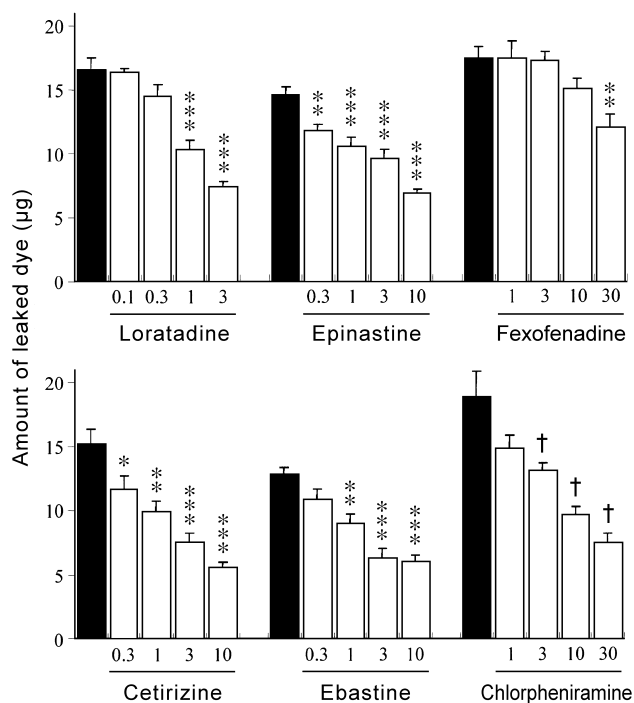 Amount of leaked dye (μg)
20
15
10
5
0
*** ***
** *** *** ***
**
0.1 0.3 1 3
0.3 1 3 10
1 3 10 30
Loratadine
Epinastine
Fexofenadine
20
15
10
5
0
* ** *** ***
** *** ***
† † †
0.3 1 3 10
0.3 1 3 10
1 3 10 30
Cetirizine
Ebastine
Chlorpheniramine